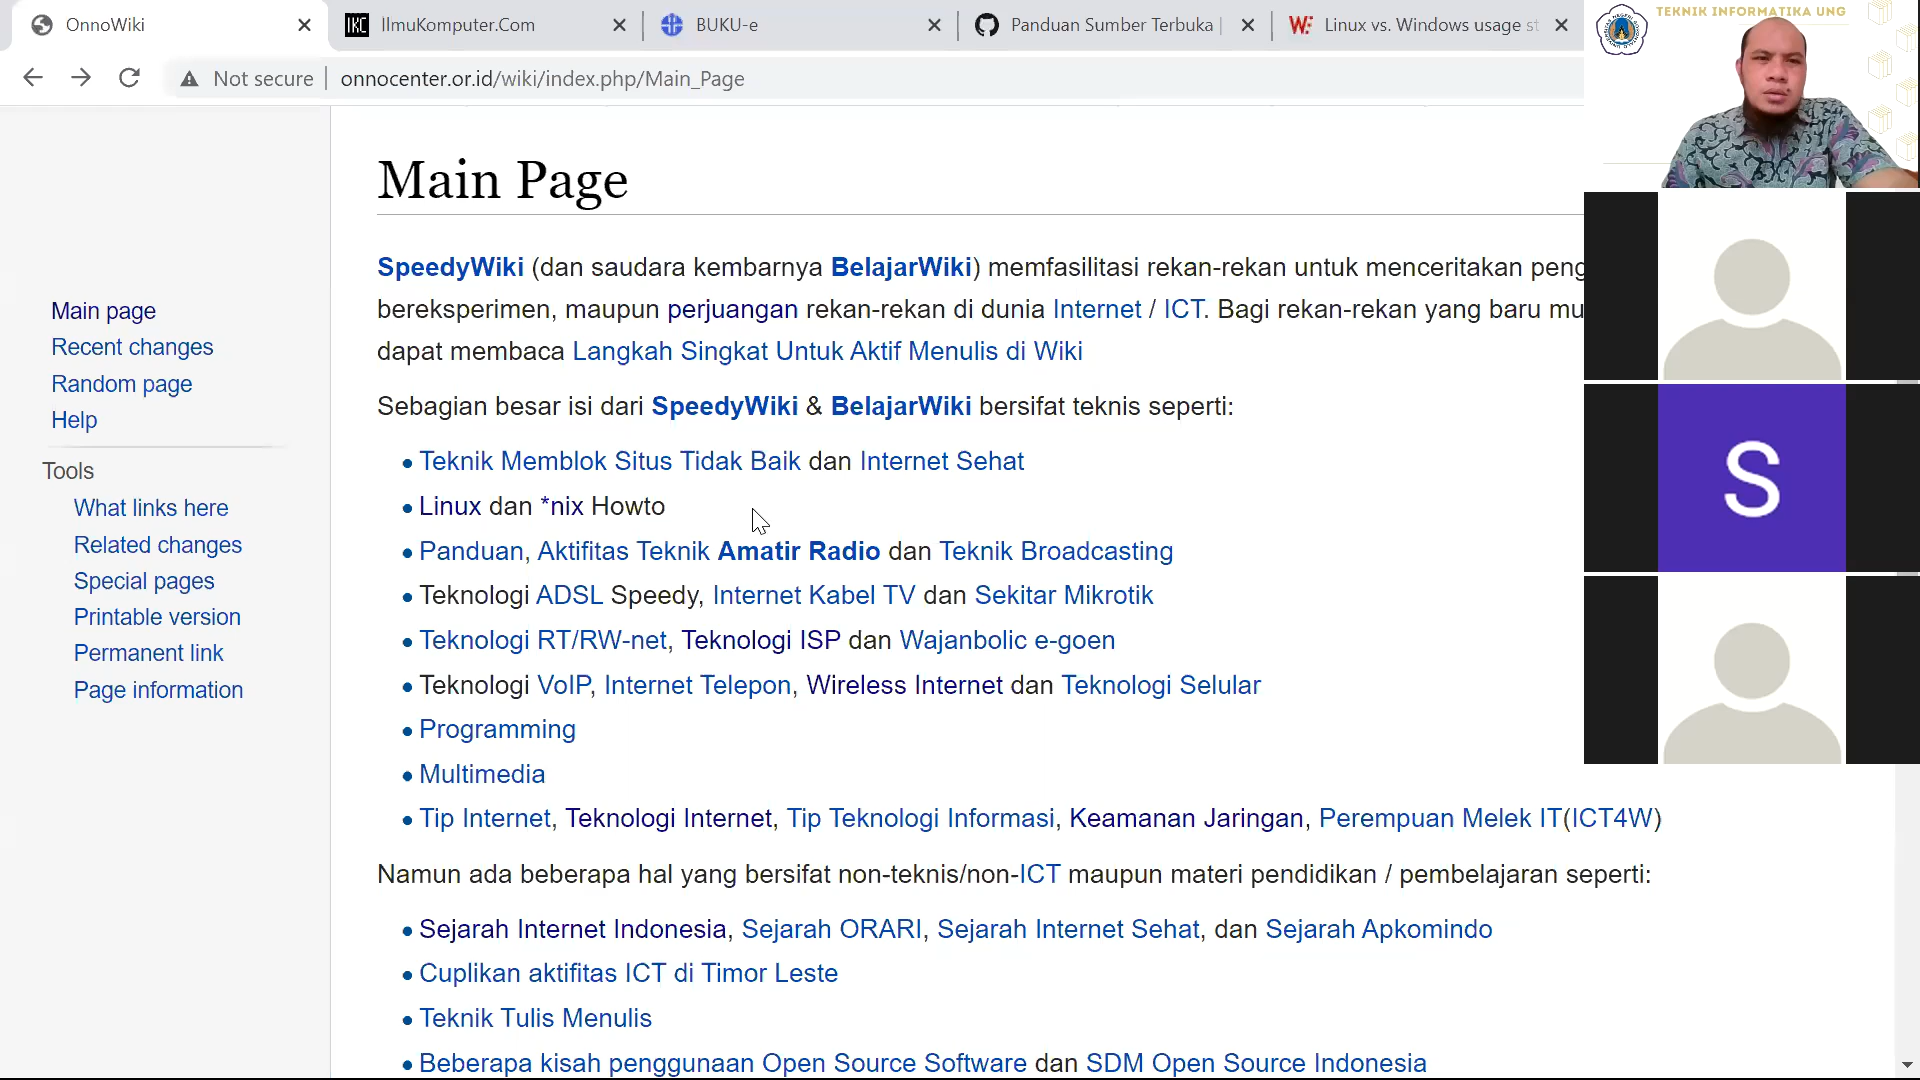 OnnoWiki
IlmuKomputer.Com
BUKU-e
Panduan Sumber Terbuka |
Linux vs. Windows usage st
TEKNIK INFORMATIKA UNG
Not secure
onnocenter.or.id/wiki/index.php/Main_Page
Main Page
SpeedyWiki (dan saudara kembarnya BelajarWiki) memfasilitasi rekan-rekan untuk menceritakan peng
bereksperimen, maupun perjuangan rekan-rekan di dunia Internet / ICT. Bagi rekan-rekan yang baru mu
dapat membaca Langkah Singkat Untuk Aktif Menulis di Wiki
Sebagian besar isi dari SpeedyWiki & BelajarWiki bersifat teknis seperti:
Teknik Memblok Situs Tidak Baik dan Internet Sehat
Linux dan *nix Howto
Panduan, Aktifitas Teknik Amatir Radio dan Teknik Broadcasting
Teknologi ADSL Speedy, Internet Kabel TV dan Sekitar Mikrotik
Teknologi RT/RW-net, Teknologi ISP dan Wajanbolic e-goen
Teknologi VoIP, Internet Telepon, Wireless Internet dan Teknologi Selular
Programming
Multimedia
Tip Internet, Teknologi Internet, Tip Teknologi Informasi, Keamanan Jaringan, Perempuan Melek IT(ICT4W)
Namun ada beberapa hal yang bersifat non-teknis/non-ICT maupun materi pendidikan / pembelajaran seperti:
Sejarah Internet Indonesia, Sejarah ORARI, Sejarah Internet Sehat, dan Sejarah Apkomindo
Cuplikan aktifitas ICT di Timor Leste
Teknik Tulis Menulis
Beberapa kisah penggunaan Open Source Software dan SDM Open Source Indonesia
Main page
Recent changes
Random page
Help
Tools
What links here
Related changes
Special pages
Printable version
Permanent link
Page information
IKC
S